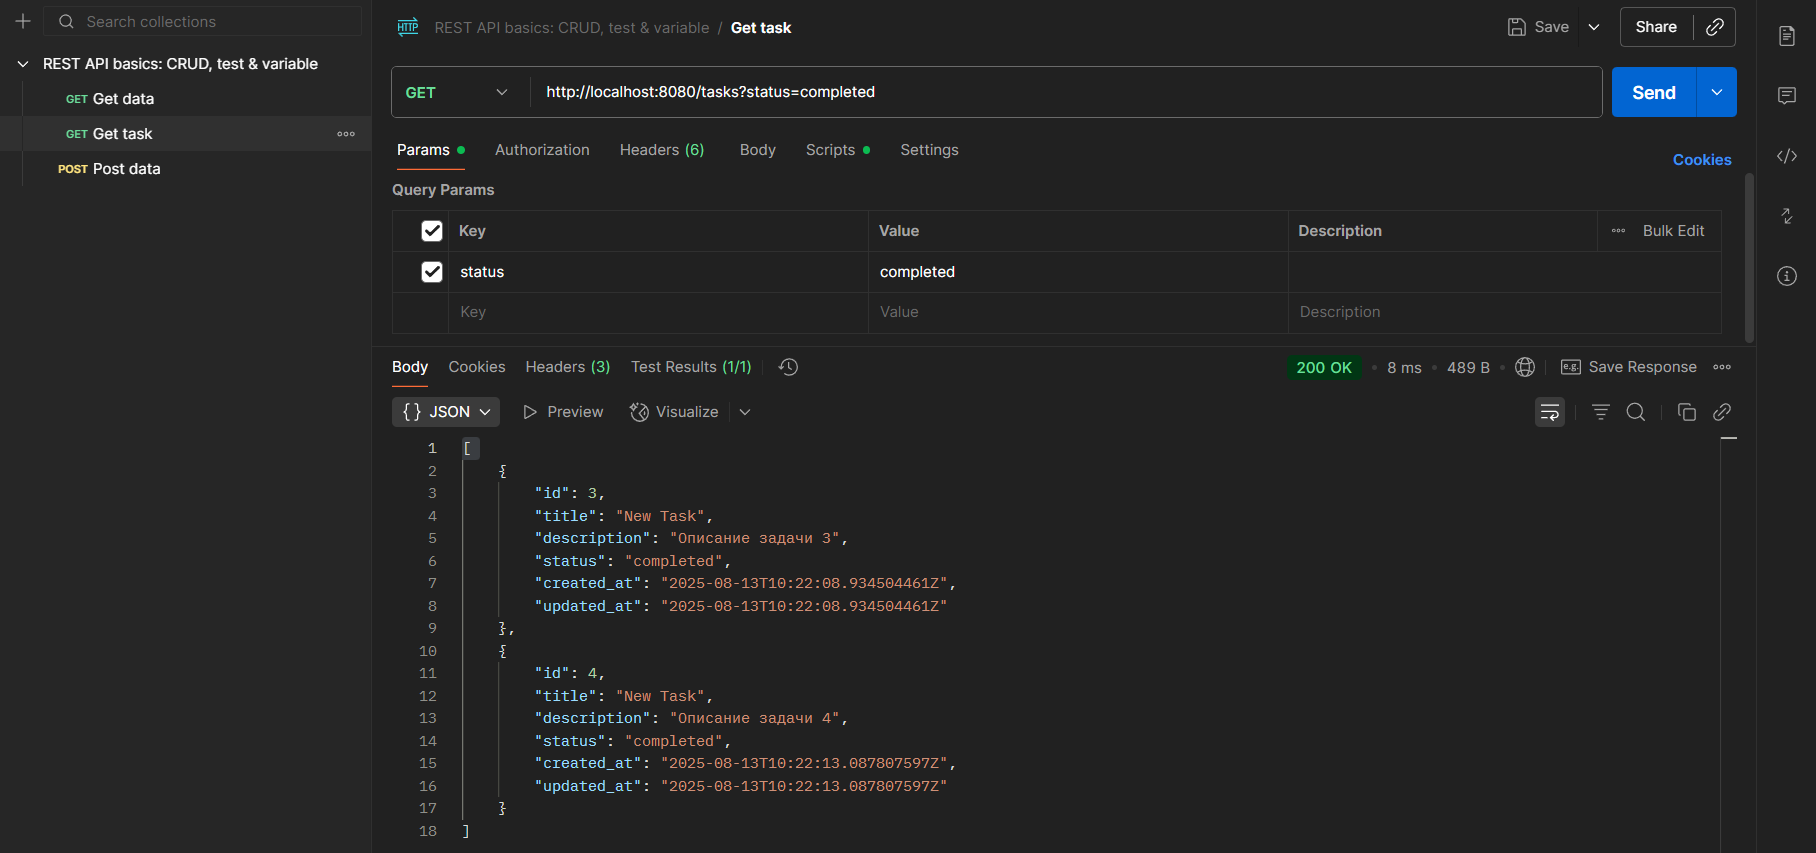 Search collections
REST API basics: CRUD, test & variable
GET Get data
GET Get task
POST Post data
HTTP REST API basics: CRUD, test & variable / Get task
Save
Share
GET
http://localhost:8080/tasks?status=completed
Send
Params
Authorization
Headers (6)
Body
Scripts
Settings
Cookies
Query Params
Key Value Description Bulk Edit
status completed
Key Value Description
Body Cookies Headers (3) Test Results (1/1)
200 OK • 8 ms • 489 B • e.g. Save Response
{} JSON Preview Visualize
1 [
2 {
3 "id": 3,
4 "title": "New Task",
5 "description": "Описание задачи 3",
6 "status": "completed",
7 "created_at": "2025-08-13T10:22:08.934504461Z",
8 "updated_at": "2025-08-13T10:22:08.934504461Z"
9 },
10 {
11 "id": 4,
12 "title": "New Task",
13 "description": "Описание задачи 4",
14 "status": "completed",
15 "created_at": "2025-08-13T10:22:13.087807597Z",
16 "updated_at": "2025-08-13T10:22:13.087807597Z"
17 }
18 ]